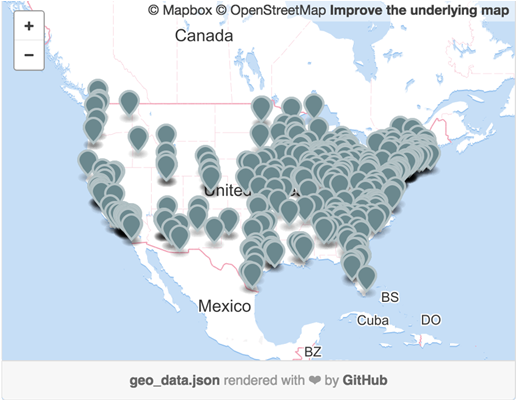 © Mapbox © OpenStreetMap Improve the underlying map
+
−
Canada
United
Mexico
BS
Cuba
DO
BZ
geo_data.json rendered with ❤ by GitHub